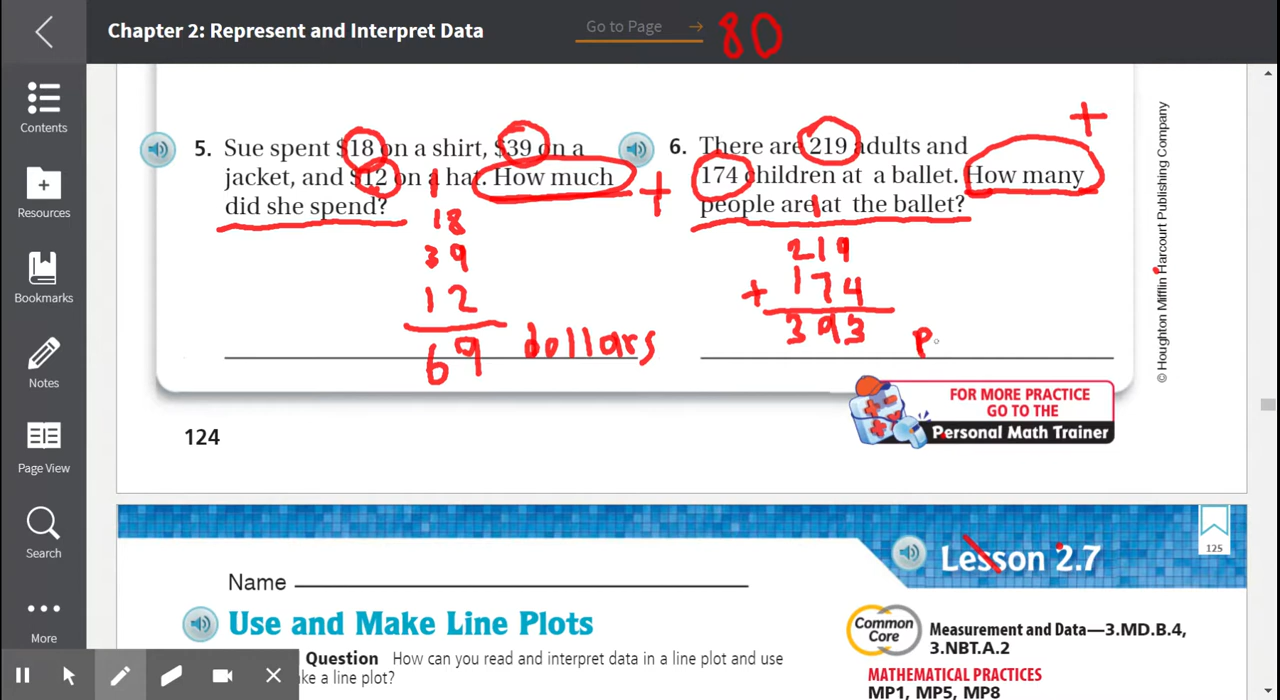 Chapter 2: Represent and Interpret Data
Go to Page → 80
Contents
Resources
Bookmarks
Notes
Page View
Search
More
5. Sue spent $18 on a shirt, $39 on a
jacket, and $12 on a hat. How much
did she spend?
+
1
18
39
12
69 dollars
6. There are 219 adults and
174 children at a ballet. How many
people are at the ballet?
+
1
219
+ 174
393 p
© Houghton Mifflin Harcourt Publishing Company
FOR MORE PRACTICE
GO TO THE
Personal Math Trainer
124
125
Lesson 2.7
Name
Use and Make Line Plots
Question How can you read and interpret data in a line plot and use
ke a line plot?
Common
Core
Measurement and Data—3.MD.B.4,
3.NBT.A.2
MATHEMATICAL PRACTICES
MP1, MP5, MP8